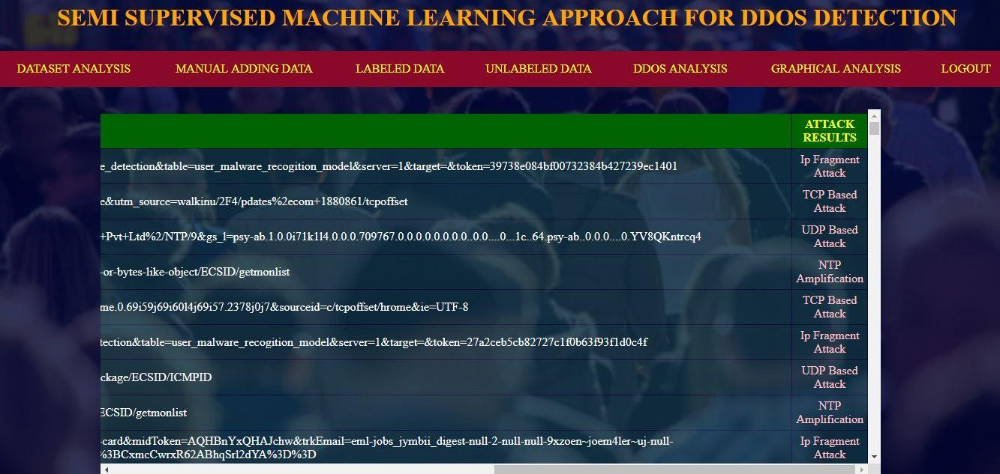 SEMI SUPERVISED MACHINE LEARNING APPROACH FOR DDOS DETECTION
DATASET ANALYSIS MANUAL ADDING DATA LABELED DATA UNLABELED DATA DDOS ANALYSIS GRAPHICAL ANALYSIS LOGOUT
ATTACK
RESULTS
e_detection&table=user_malware_recogition_model&server=1&target=&token=39738e084bf00732384b427239ec1401
Ip Fragment
Attack
e&utm_source=walkinu/2F4/pdates%2ecom+1880861/tcpoffset
TCP Based
Attack
+Pvt+Ltd%2/NTP/9&gs_l=psy-ab.1.0.0i71k1l4.0.0.0.709767.0.0.0.0.0.0.0.0..0.0....0...1c..64.psy-ab..0.0.0....0.YV8QKntrcq4
UDP Based
Attack
-or-bytes-like-object/ECSID/getmonlist
NTP
Amplification
me.0.69i59j69i60l4j69i57.2378j0j7&sourceid=c/tcpoffset/hrome&ie=UTF-8
TCP Based
Attack
tection&table=user_malware_recogition_model&server=1&target=&token=27a2ceb5cb82727c1f0b63f93f1d0c4f
Ip Fragment
Attack
ckage/ECSID/ICMPID
UDP Based
Attack
ECSID/getmonlist
NTP
Amplification
-card&midToken=AQHBnYxQHAJchw&trkEmail=eml-jobs_jymbii_digest-null-2-null-null-9xzoen~joem4ler~uj-null-
%3BCxmcCwrxR62ABhqSrl2dYA%3D%3D
Ip Fragment
Attack